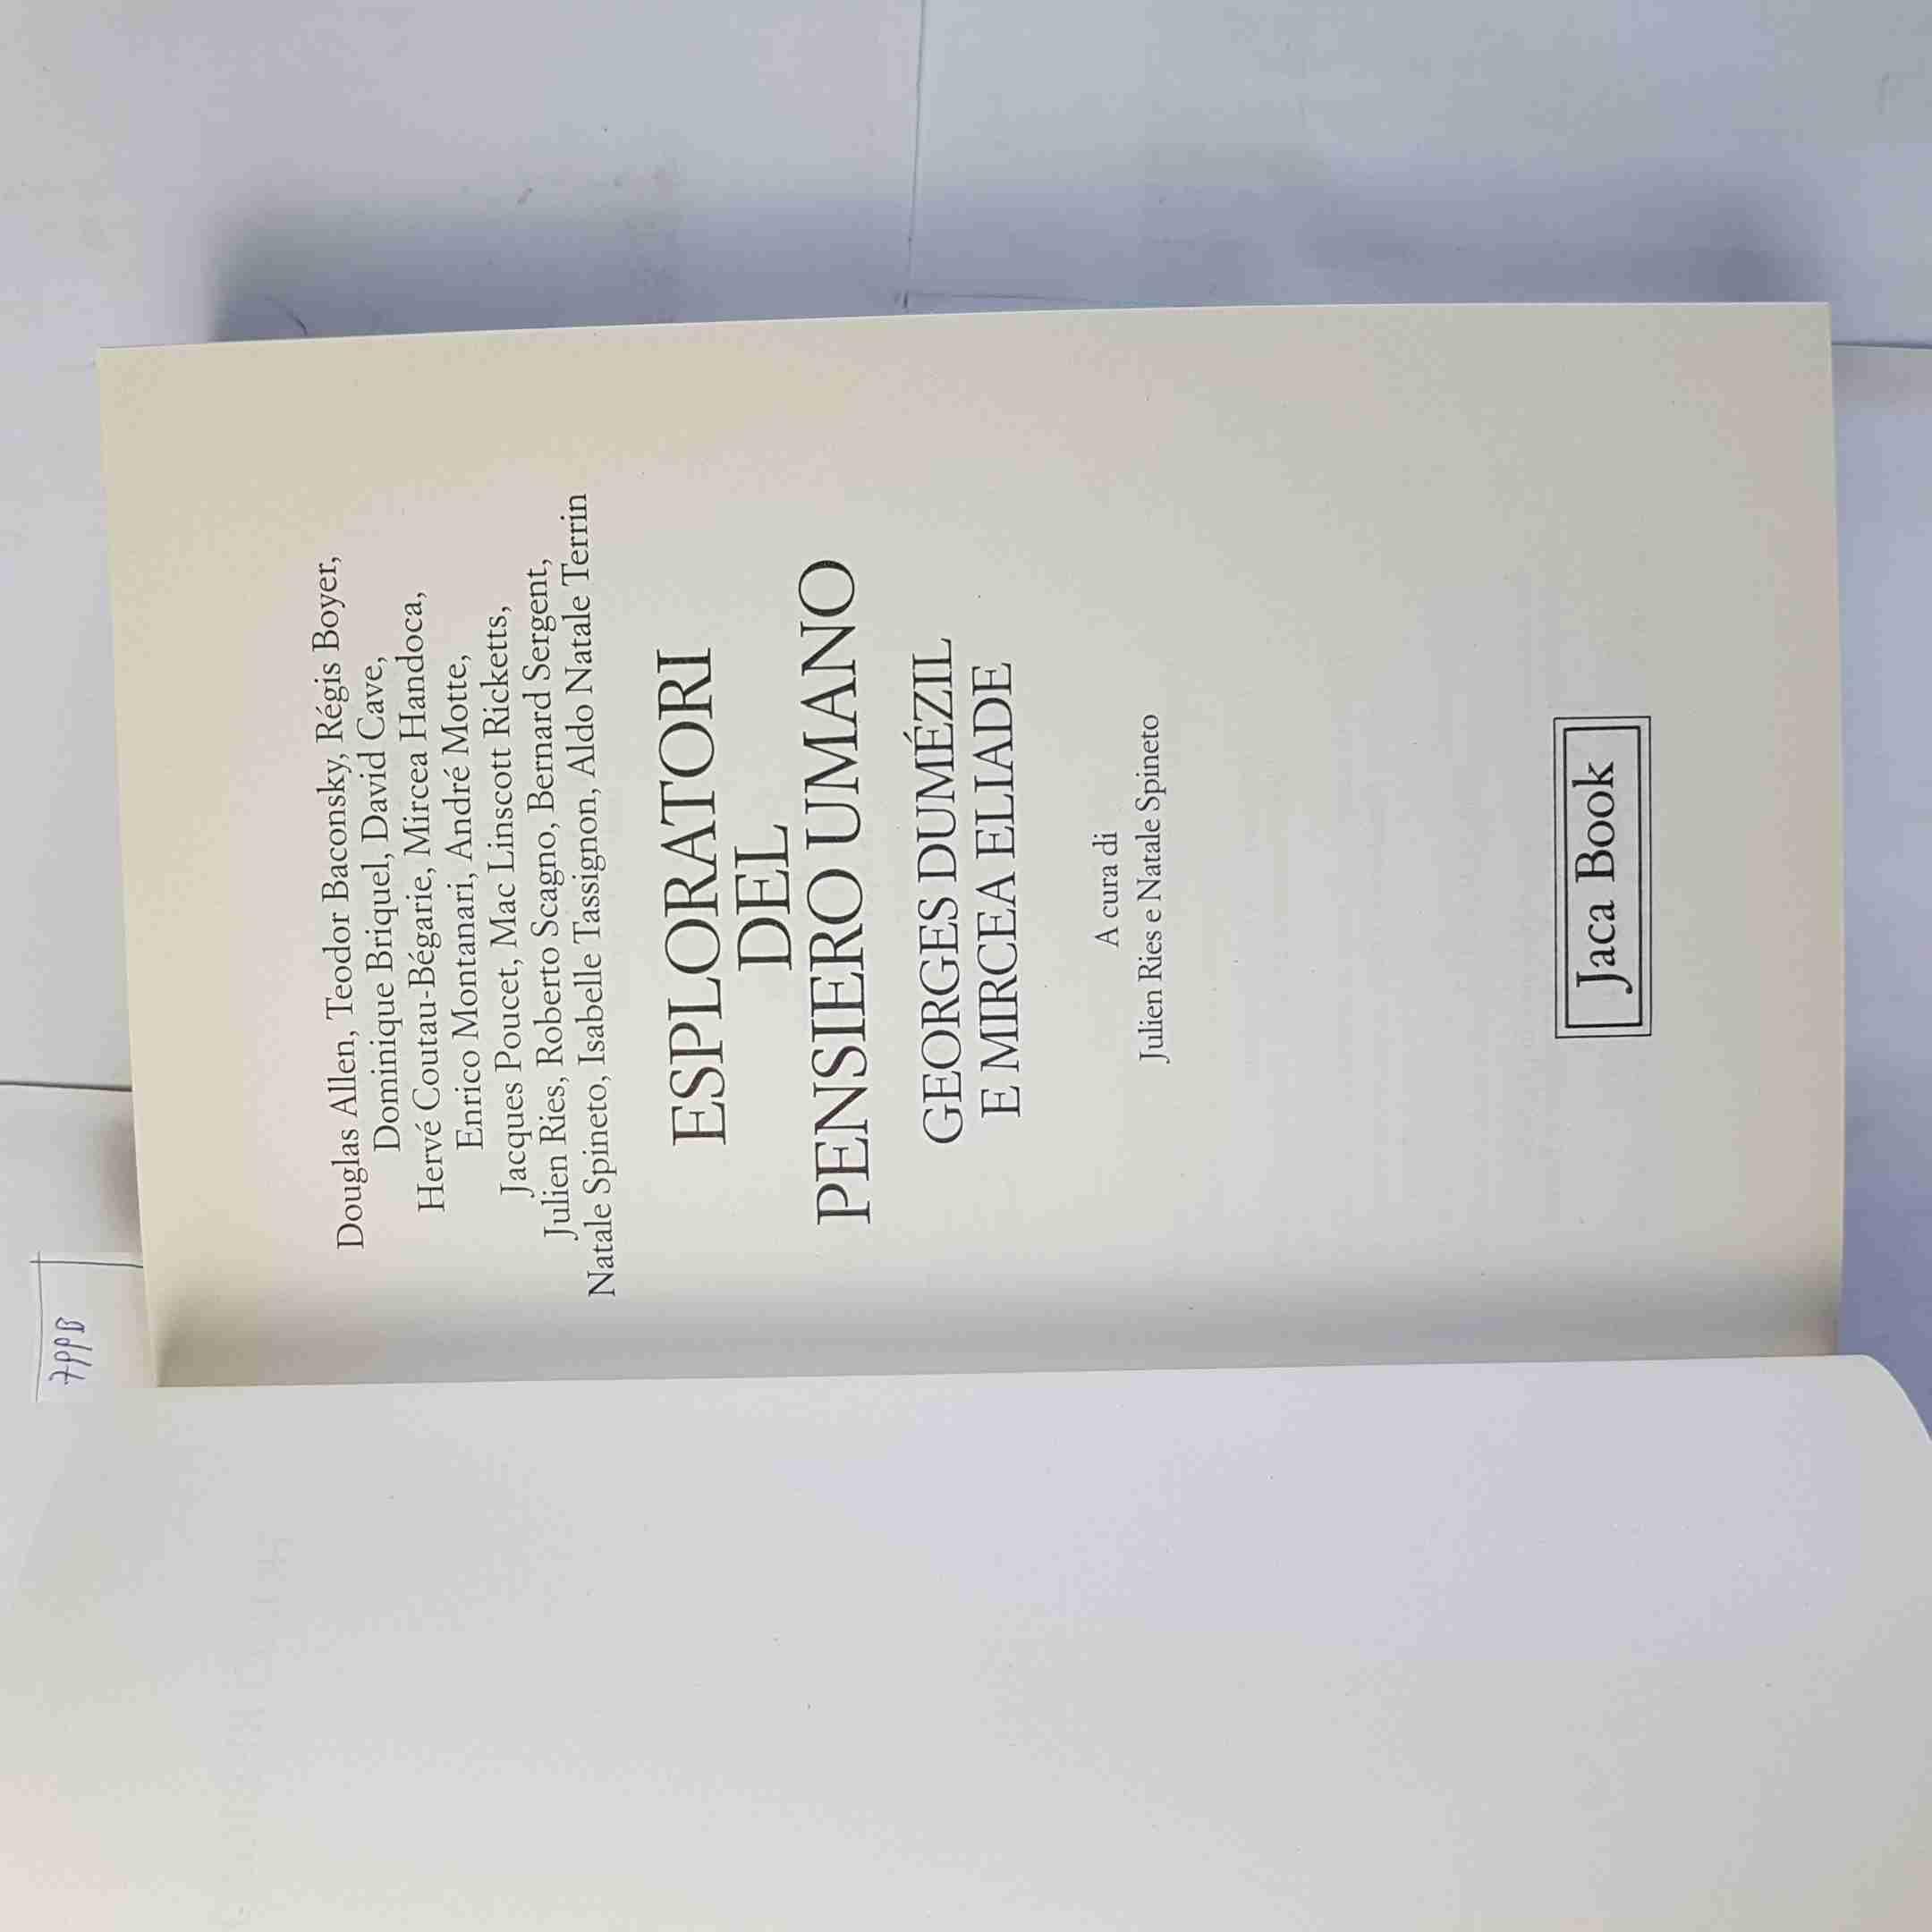 Douglas Allen, Teodor Baconsky, Régis Boyer,
Dominique Briquel, David Cave,
Hervé Coutau-Bégarie, Mircea Handoca,
Enrico Montanari, André Motte,
Jacques Poucet, Mac Linscott Ricketts,
Julien Ries, Roberto Scagno, Bernard Sergent,
Natale Spineto, Isabelle Tassignon, Aldo Natale Terrin
ESPLORATORI
DEL
PENSIERO UMANO
GEORGES DUMÉZIL
E MIRCEA ELIADE
A cura di
Julien Ries e Natale Spineto
Jaca Book